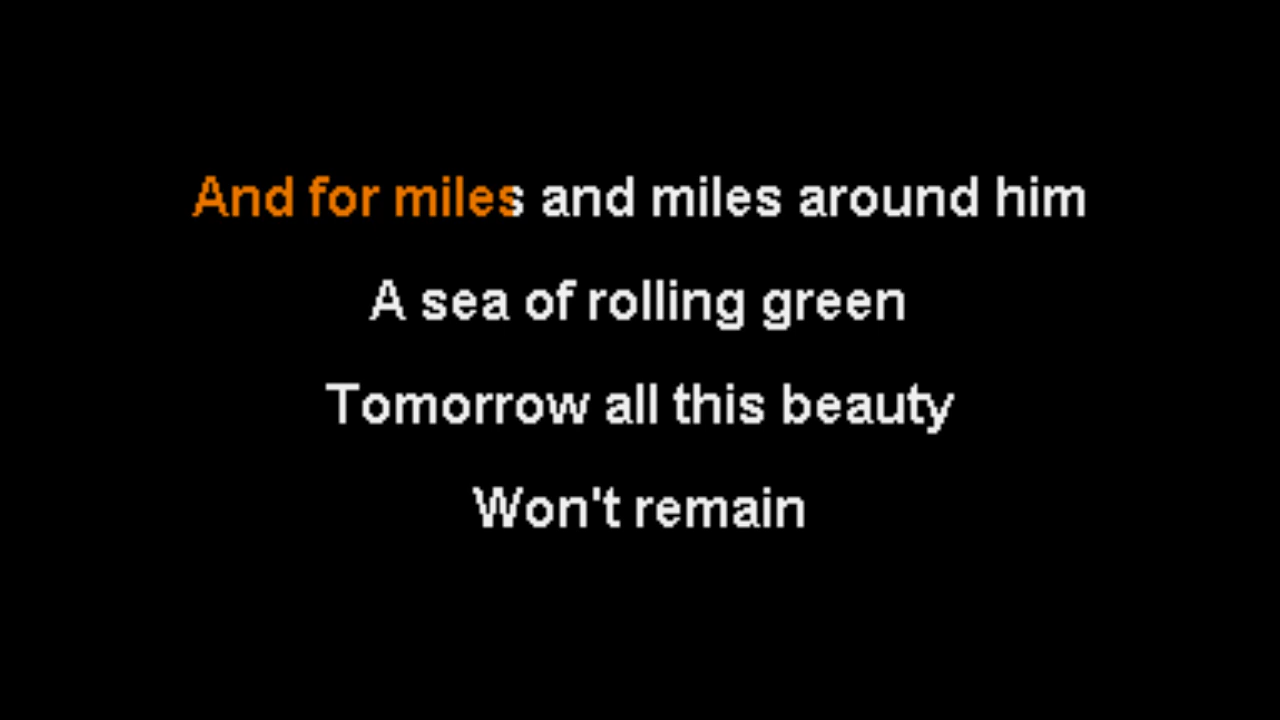 And for miles and miles around him
A sea of rolling green
Tomorrow all this beauty
Won't remain